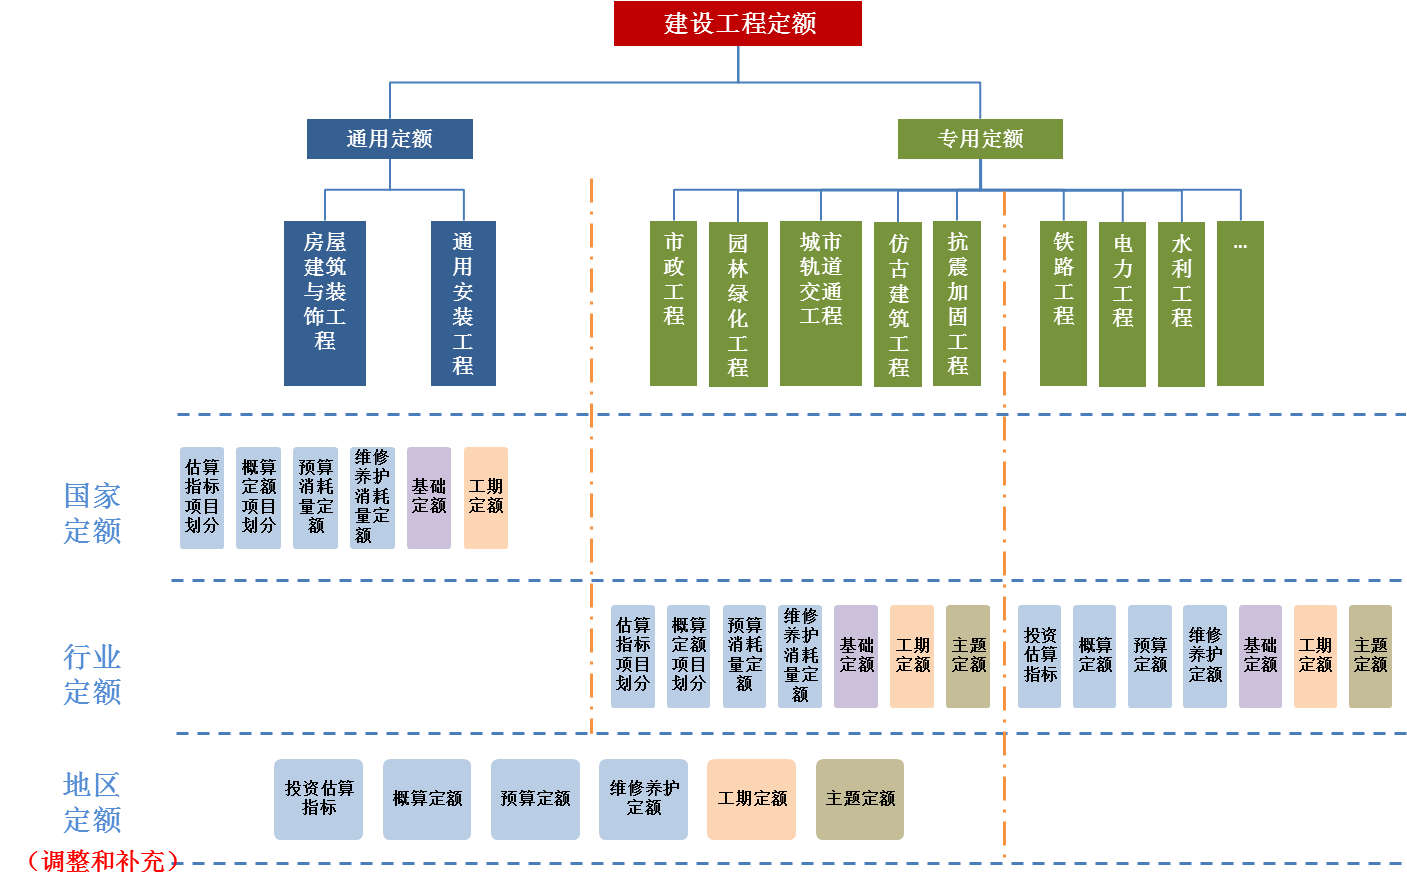 建设工程定额
通用定额
专用定额
房屋
建筑
与装
饰工
程
通
用
安
装
工
程
市
政
工
程
园
林
绿
化
工
程
城市
轨道
交通
工程
仿
古
建
筑
工
程
抗
震
加
固
工
程
铁
路
工
程
电
力
工
程
水
利
工
程
...
国家
定额
估算
指标
项目
划分
概算
定额
项目
划分
预算
消耗
量定
额
维修
养护
消耗
量定
额
基础
定额
工期
定额
行业
定额
估算
指标
项目
划分
概算
定额
项目
划分
预算
消耗
量定
额
维修
养护
消耗
量定
额
基础
定额
工期
定额
主题
定额
投资
估算
指标
概算
定额
预算
定额
维修
养护
定额
基础
定额
工期
定额
主题
定额
地区
定额
(调整和补充)
投资估算
指标
概算定额
预算定额
维修养护
定额
工期定额
主题定额